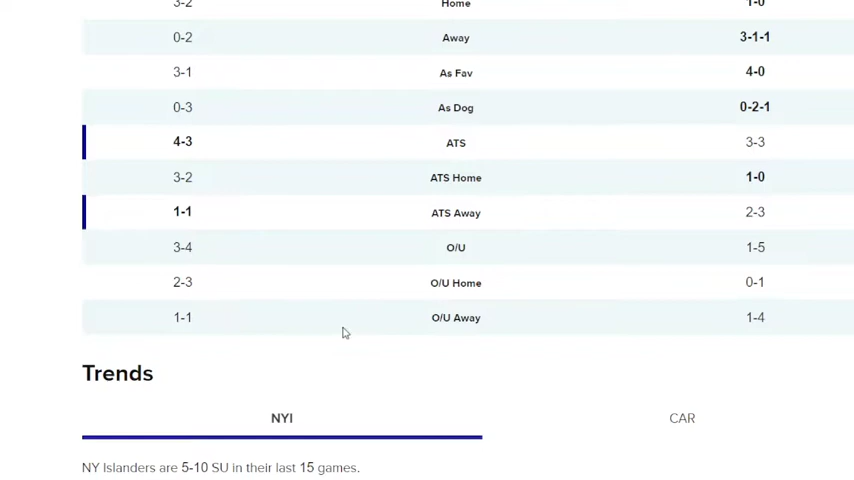 3-2 Home 1-0
0-2 Away 3-1-1
3-1 As Fav 4-0
0-3 As Dog 0-2-1
4-3 ATS 3-3
3-2 ATS Home 1-0
1-1 ATS Away 2-3
3-4 O/U 1-5
2-3 O/U Home 0-1
1-1 O/U Away 1-4
Trends
NYI CAR
NY Islanders are 5-10 SU in their last 15 games.